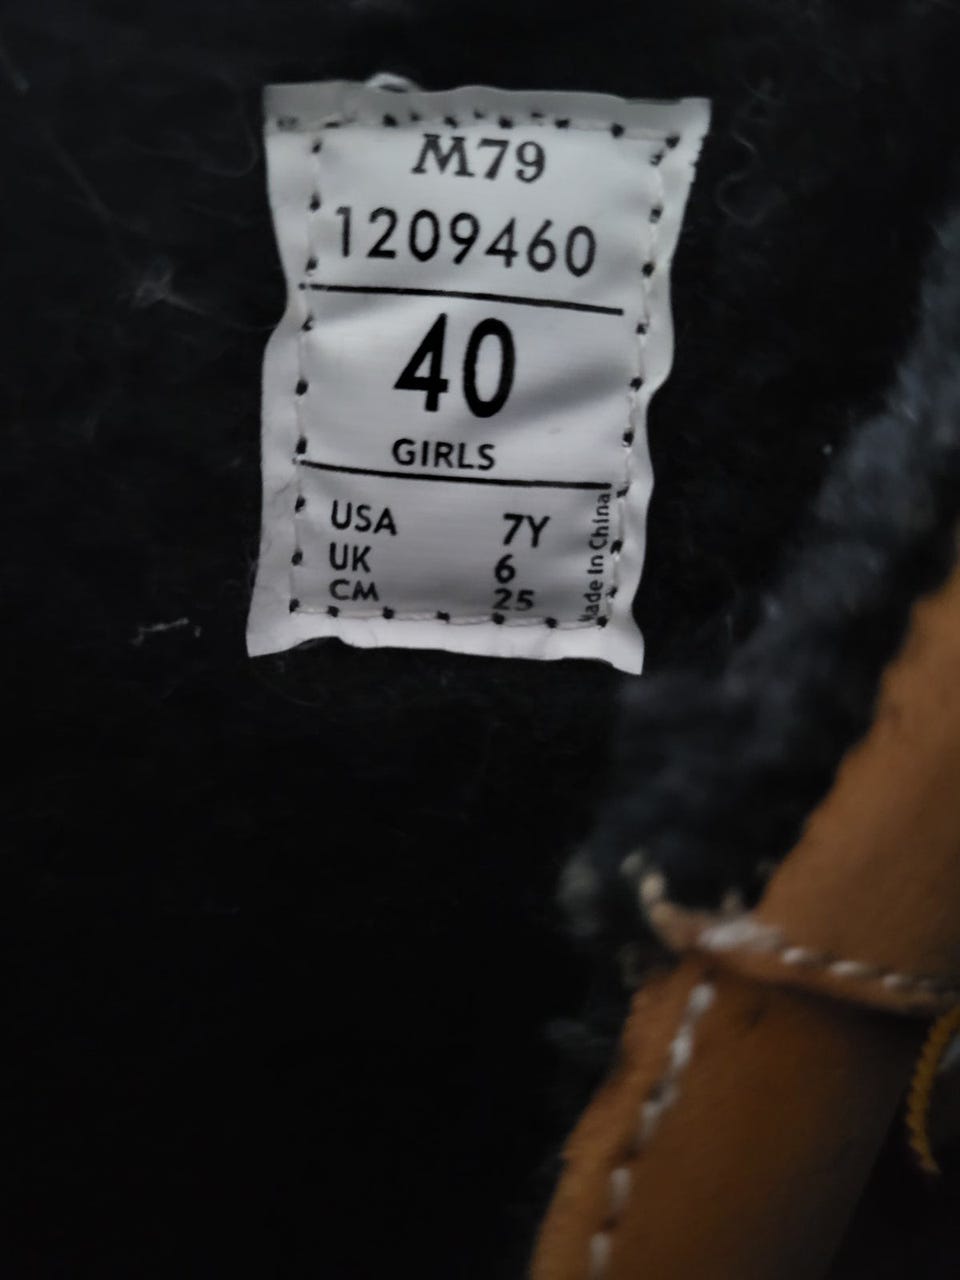 M79
1209460
40
GIRLS
USA 7Y
UK 6
CM 25
Made In China